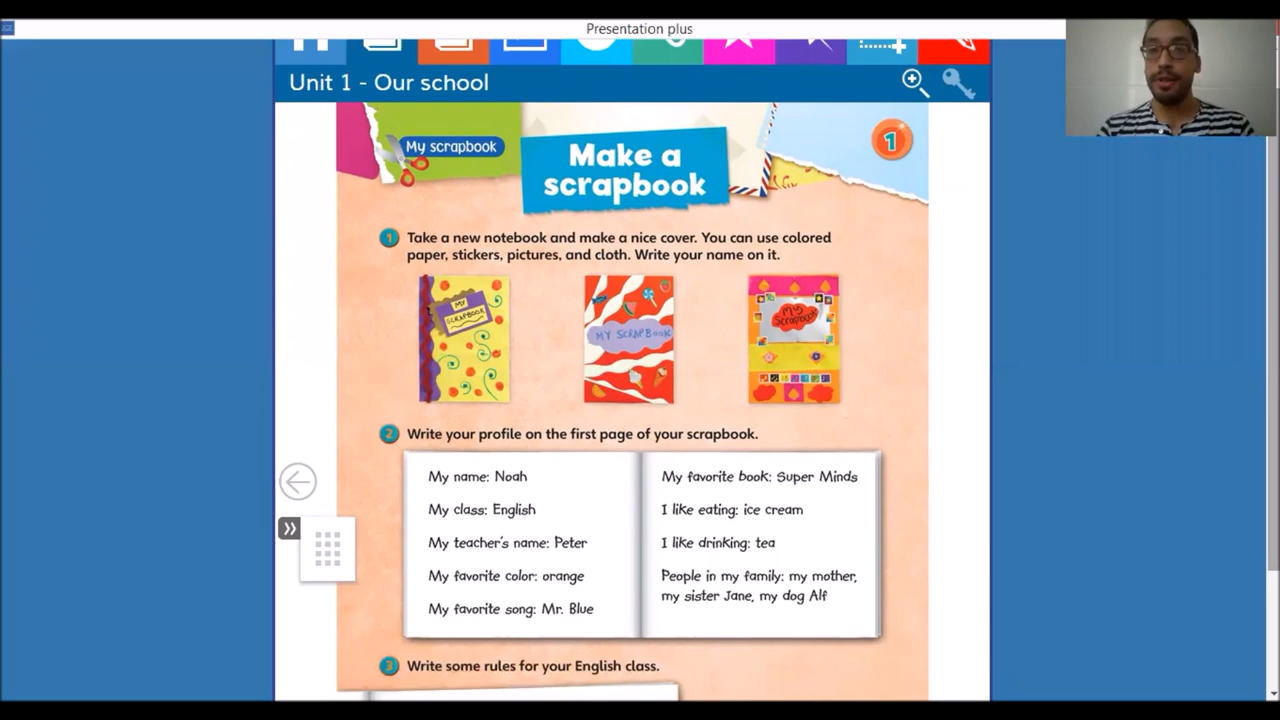 Presentation plus
Unit 1 - Our school
My scrapbook
Make a
scrapbook
1
1 Take a new notebook and make a nice cover. You can use colored
paper, stickers, pictures, and cloth. Write your name on it.
MY
SCRAPBOOK
MY SCRAPBOOK
My
Scrapbook
2 Write your profile on the first page of your scrapbook.
My name: Noah
My class: English
My teacher's name: Peter
My favorite color: orange
My favorite song: Mr. Blue
My favorite book: Super Minds
I like eating: ice cream
I like drinking: tea
People in my family: my mother,
my sister Jane, my dog Alf
3 Write some rules for your English class.